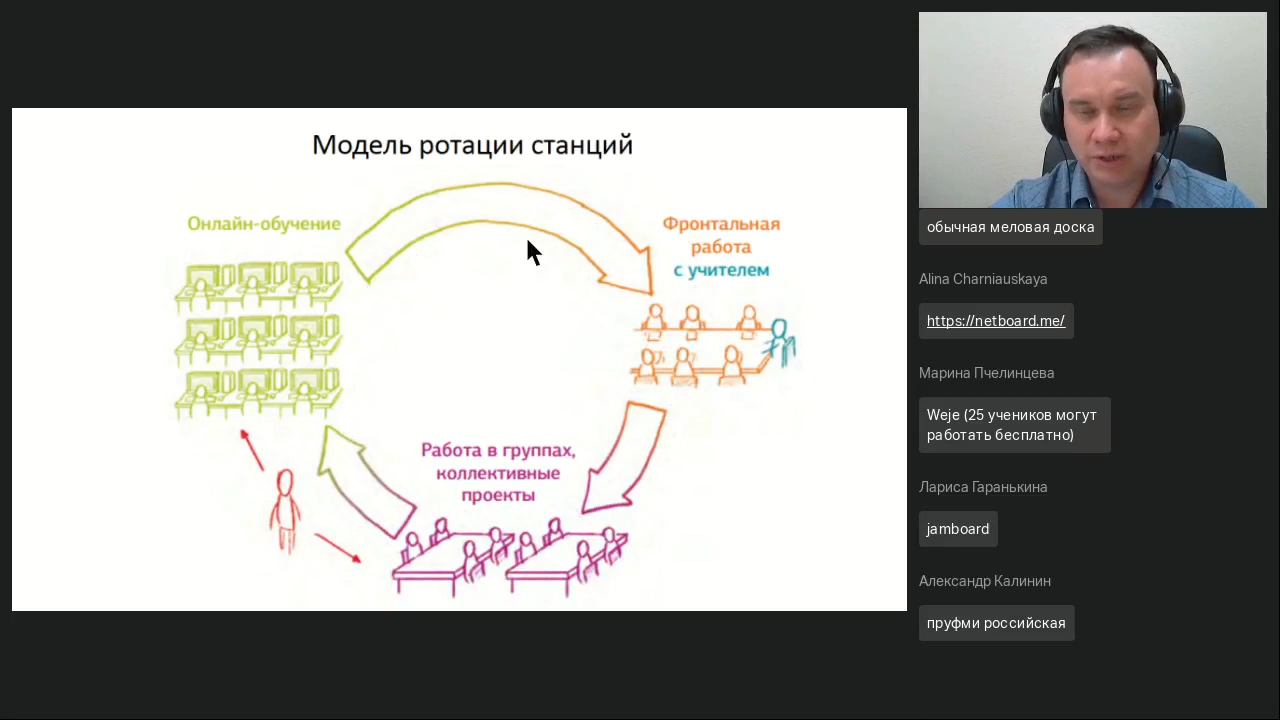 Модель ротации станций
Онлайн-обучение
Фронтальная
работа
с учителем
Работа в группах,
коллективные
проекты
обычная меловая доска
Alina Charniauskaya
https://netboard.me/
Марина Пчелинцева
Weje (25 учеников могут
работать бесплатно)
Лариса Гаранькина
jamboard
Александр Калинин
пруфми российская